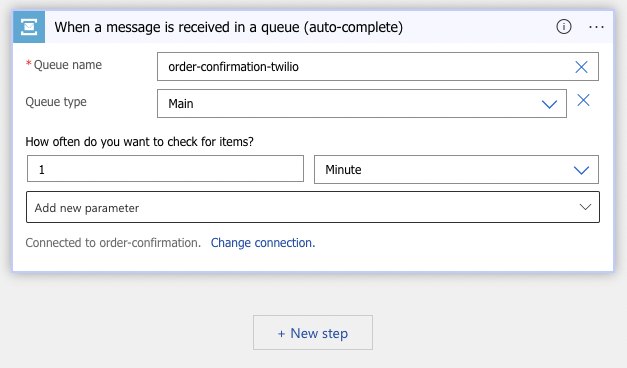 When a message is received in a queue (auto-complete)
* Queue name
order-confirmation-twilio
Queue type
Main
How often do you want to check for items?
1
Minute
Add new parameter
Connected to order-confirmation. Change connection.
+ New step